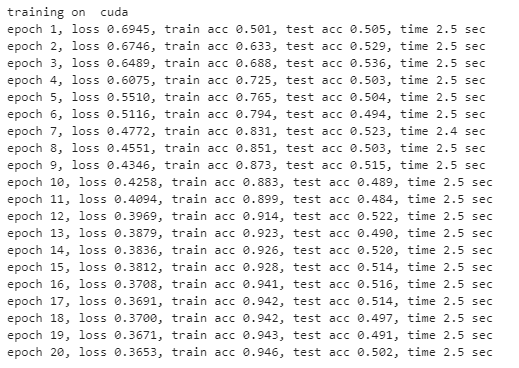 training on  cuda
epoch 1, loss 0.6945, train acc 0.501, test acc 0.505, time 2.5 sec
epoch 2, loss 0.6746, train acc 0.633, test acc 0.529, time 2.5 sec
epoch 3, loss 0.6489, train acc 0.688, test acc 0.536, time 2.5 sec
epoch 4, loss 0.6075, train acc 0.725, test acc 0.503, time 2.5 sec
epoch 5, loss 0.5510, train acc 0.765, test acc 0.504, time 2.5 sec
epoch 6, loss 0.5116, train acc 0.794, test acc 0.494, time 2.5 sec
epoch 7, loss 0.4772, train acc 0.831, test acc 0.523, time 2.4 sec
epoch 8, loss 0.4551, train acc 0.851, test acc 0.503, time 2.5 sec
epoch 9, loss 0.4346, train acc 0.873, test acc 0.515, time 2.5 sec
epoch 10, loss 0.4258, train acc 0.883, test acc 0.489, time 2.5 sec
epoch 11, loss 0.4094, train acc 0.899, test acc 0.484, time 2.5 sec
epoch 12, loss 0.3969, train acc 0.914, test acc 0.522, time 2.5 sec
epoch 13, loss 0.3879, train acc 0.923, test acc 0.490, time 2.5 sec
epoch 14, loss 0.3836, train acc 0.926, test acc 0.520, time 2.5 sec
epoch 15, loss 0.3812, train acc 0.928, test acc 0.514, time 2.5 sec
epoch 16, loss 0.3708, train acc 0.941, test acc 0.516, time 2.5 sec
epoch 17, loss 0.3691, train acc 0.942, test acc 0.514, time 2.5 sec
epoch 18, loss 0.3700, train acc 0.942, test acc 0.497, time 2.5 sec
epoch 19, loss 0.3671, train acc 0.943, test acc 0.491, time 2.5 sec
epoch 20, loss 0.3653, train acc 0.946, test acc 0.502, time 2.5 sec